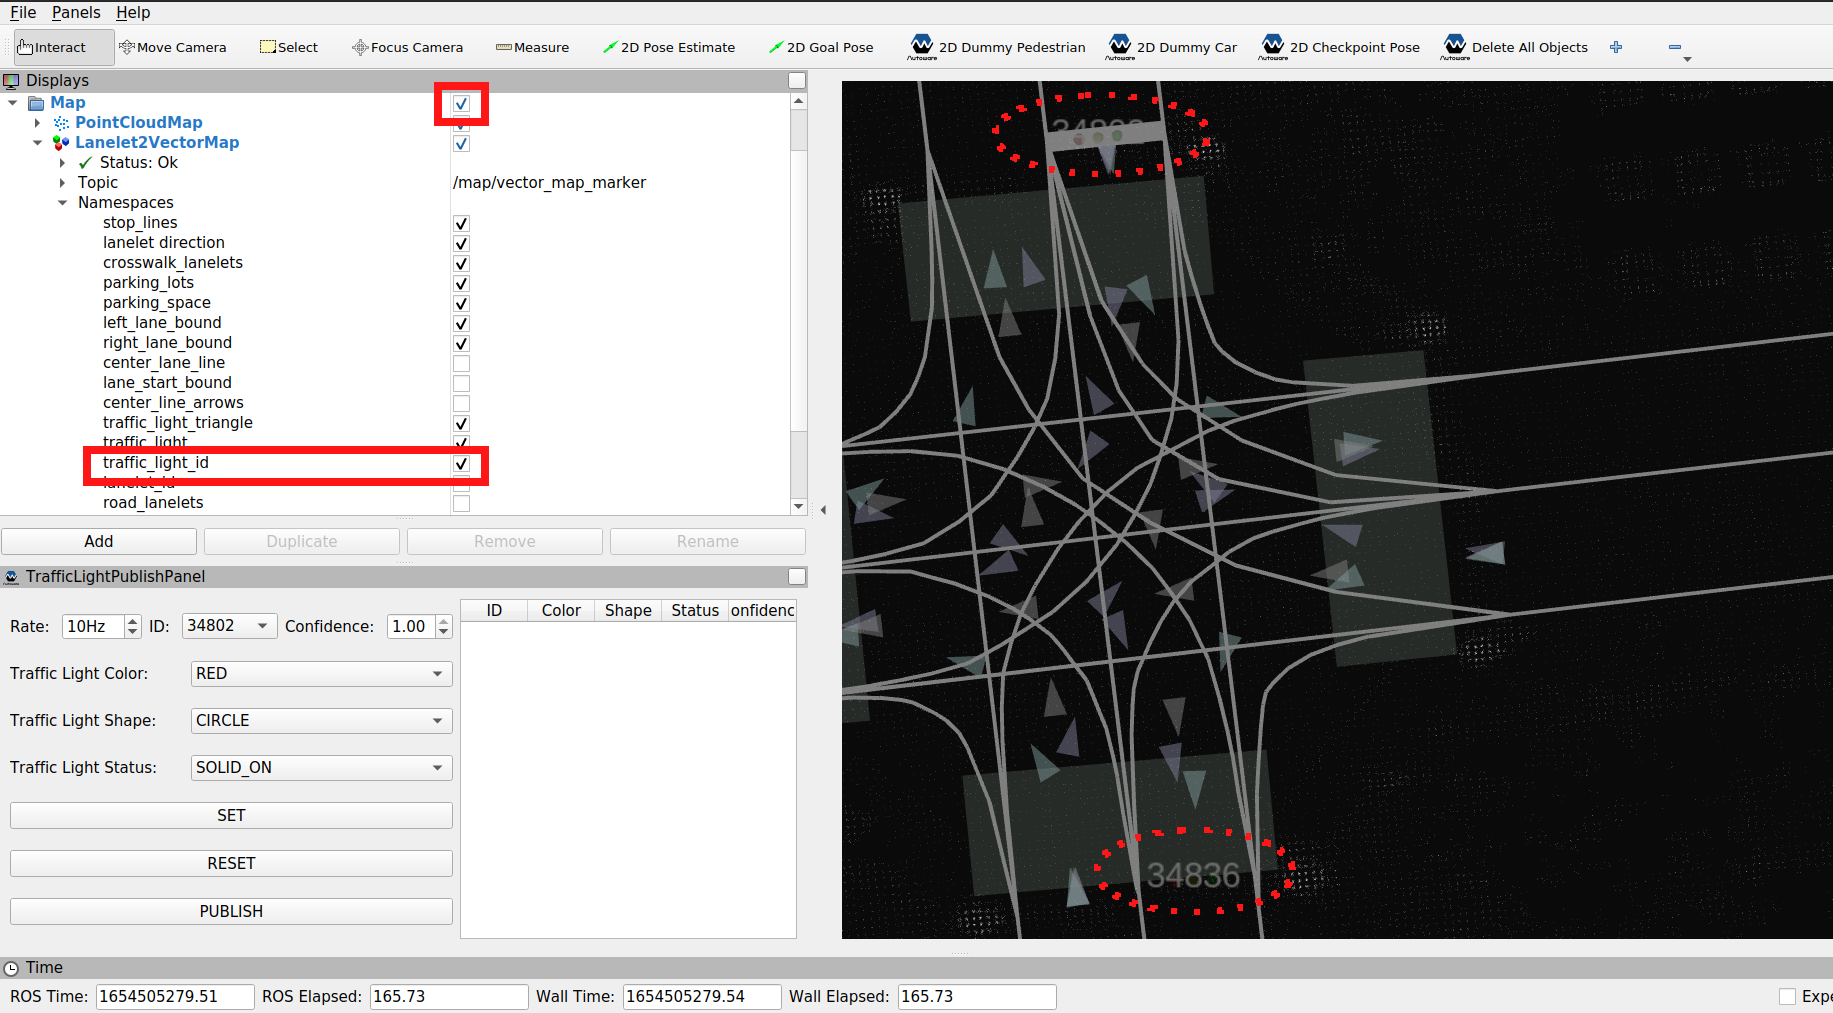 File Panels Help
Interact Move Camera Select Focus Camera Measure 2D Pose Estimate 2D Goal Pose 2D Dummy Pedestrian 2D Dummy Car 2D Checkpoint Pose Delete All Objects
Autoware Autoware Autoware Autoware
Displays
Map
PointCloudMap
Lanelet2VectorMap
Status: Ok
Topic /map/vector_map_marker
Namespaces
stop_lines
lanelet direction
crosswalk_lanelets
parking_lots
parking_space
left_lane_bound
right_lane_bound
center_lane_line
lane_start_bound
center_line_arrows
traffic_light_triangle
traffic_light
traffic_light_id
lanelet_id
road_lanelets
Add Duplicate Remove Rename
TrafficLightPublishPanel
Rate: 10Hz ID: 34802 Confidence: 1.00
Traffic Light Color: RED
Traffic Light Shape: CIRCLE
Traffic Light Status: SOLID_ON
SET
RESET
PUBLISH
ID Color Shape Status onfidenc
34802
34836
Time
ROS Time: 1654505279.51 ROS Elapsed: 165.73 Wall Time: 1654505279.54 Wall Elapsed: 165.73 Expe